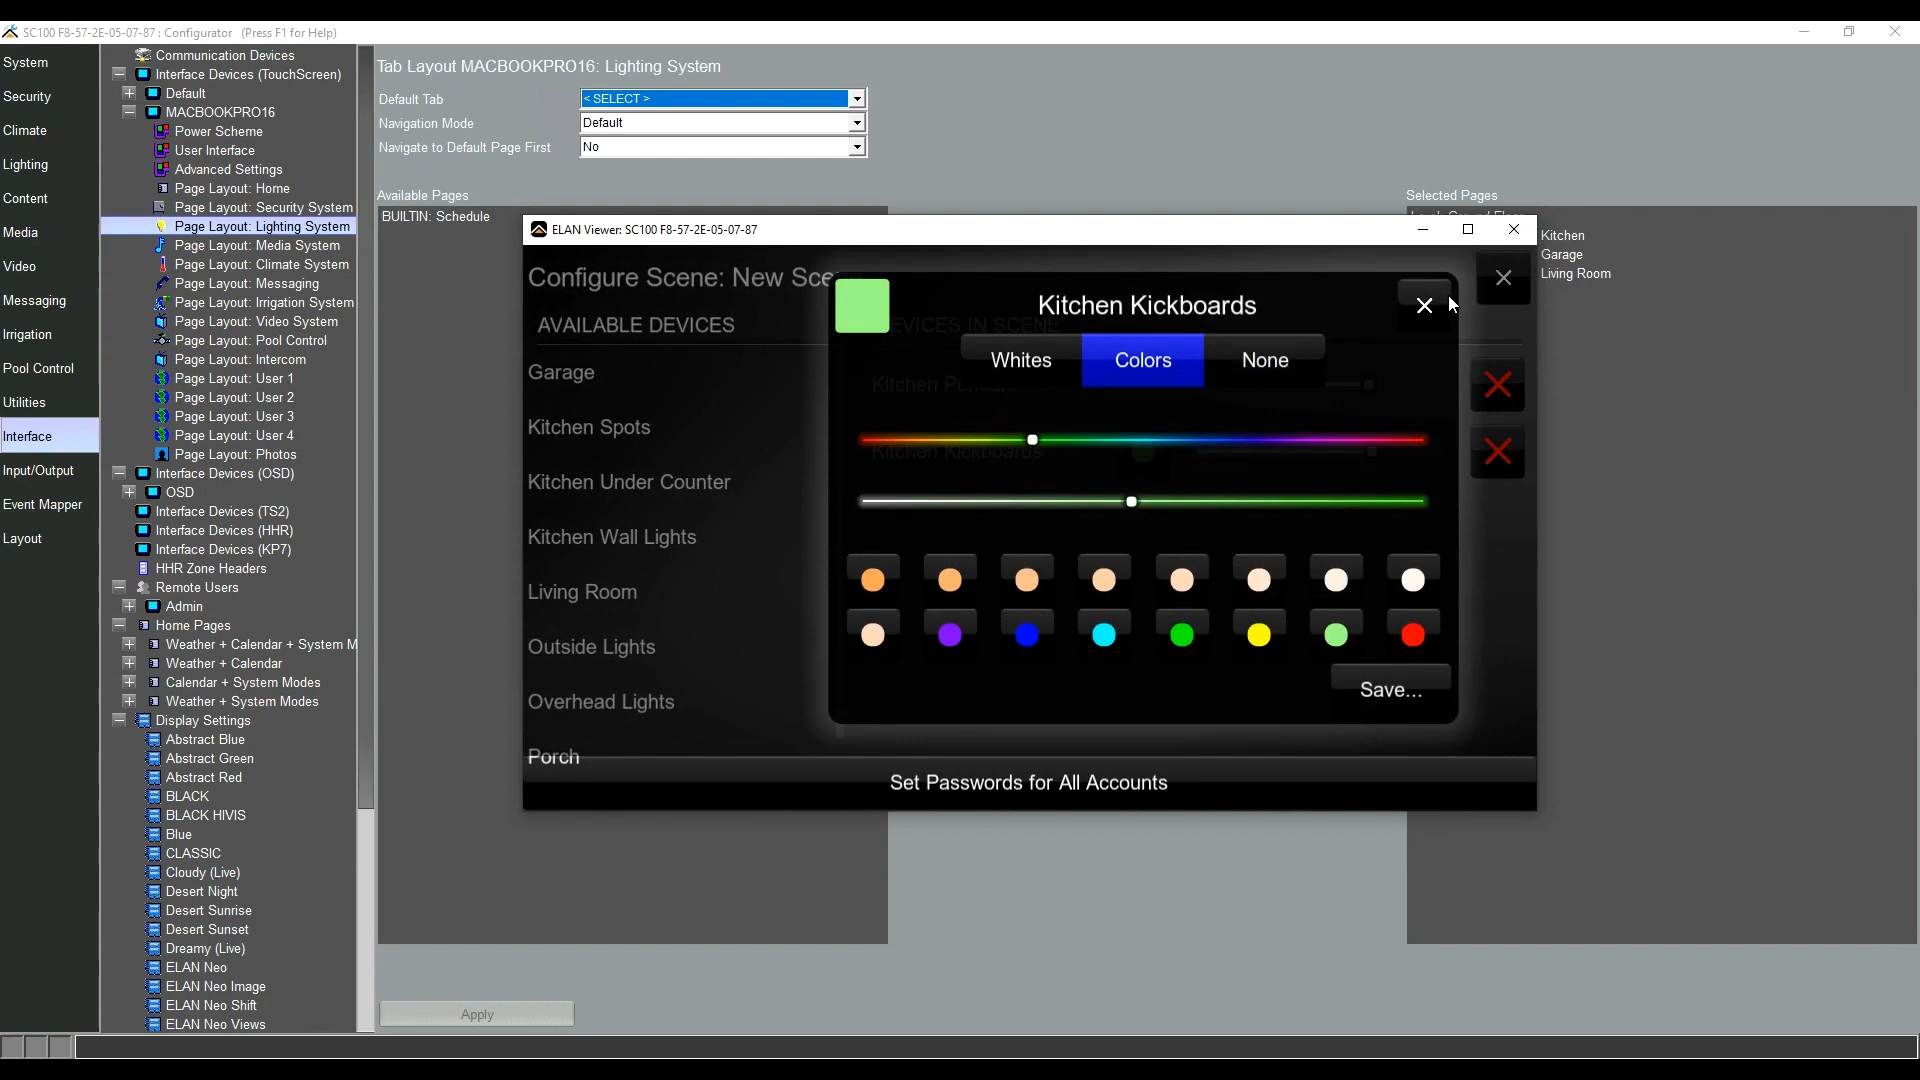 SC100 F8-57-2E-05-07-87 : Configurator (Press F1 for Help)
System
Security
Climate
Lighting
Content
Media
Video
Messaging
Irrigation
Pool Control
Utilities
Interface
Input/Output
Event Mapper
Layout
Communication Devices
Interface Devices (TouchScreen)
Default
MACBOOKPRO16
Power Scheme
User Interface
Advanced Settings
Page Layout: Home
Page Layout: Security System
Page Layout: Lighting System
Page Layout: Media System
Page Layout: Climate System
Page Layout: Messaging
Page Layout: Irrigation System
Page Layout: Video System
Page Layout: Pool Control
Page Layout: Intercom
Page Layout: User 1
Page Layout: User 2
Page Layout: User 3
Page Layout: User 4
Page Layout: Photos
Interface Devices (OSD)
OSD
Interface Devices (TS2)
Interface Devices (HHR)
Interface Devices (KP7)
HHR Zone Headers
Remote Users
Admin
Home Pages
Weather + Calendar + System M
Weather + Calendar
Calendar + System Modes
Weather + System Modes
Display Settings
Abstract Blue
Abstract Green
Abstract Red
BLACK
BLACK HIVIS
Blue
CLASSIC
Cloudy (Live)
Desert Night
Desert Sunrise
Desert Sunset
Dreamy (Live)
ELAN Neo
ELAN Neo Image
ELAN Neo Shift
ELAN Neo Views
Tab Layout MACBOOKPRO16: Lighting System
Default Tab
< SELECT >
Navigation Mode
Default
Navigate to Default Page First
No
Available Pages
BUILTIN: Schedule
Selected Pages
Kitchen
Garage
Living Room
ELAN Viewer: SC100 F8-57-2E-05-07-87
Configure Scene: New Sce
AVAILABLE DEVICES
DEVICES IN SCENE
Garage
Kitchen Spots
Kitchen Under Counter
Kitchen Wall Lights
Living Room
Outside Lights
Overhead Lights
Porch
Kitchen Kickboards
Whites
Colors
None
Kitchen Pendant
Kitchen Kickboards
Save...
Set Passwords for All Accounts
Apply